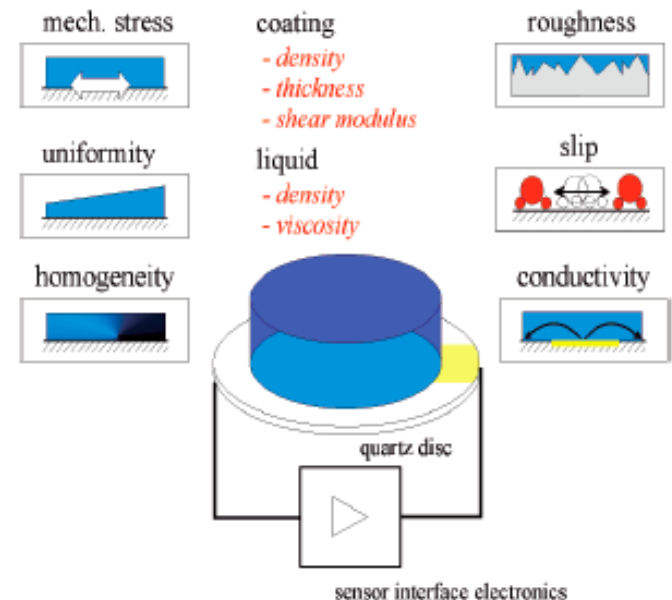 mech. stress
coating
- density
- thickness
- shear modulus
roughness
uniformity
liquid
- density
- viscosity
slip
homogeneity
conductivity
quartz disc
sensor interface electronics